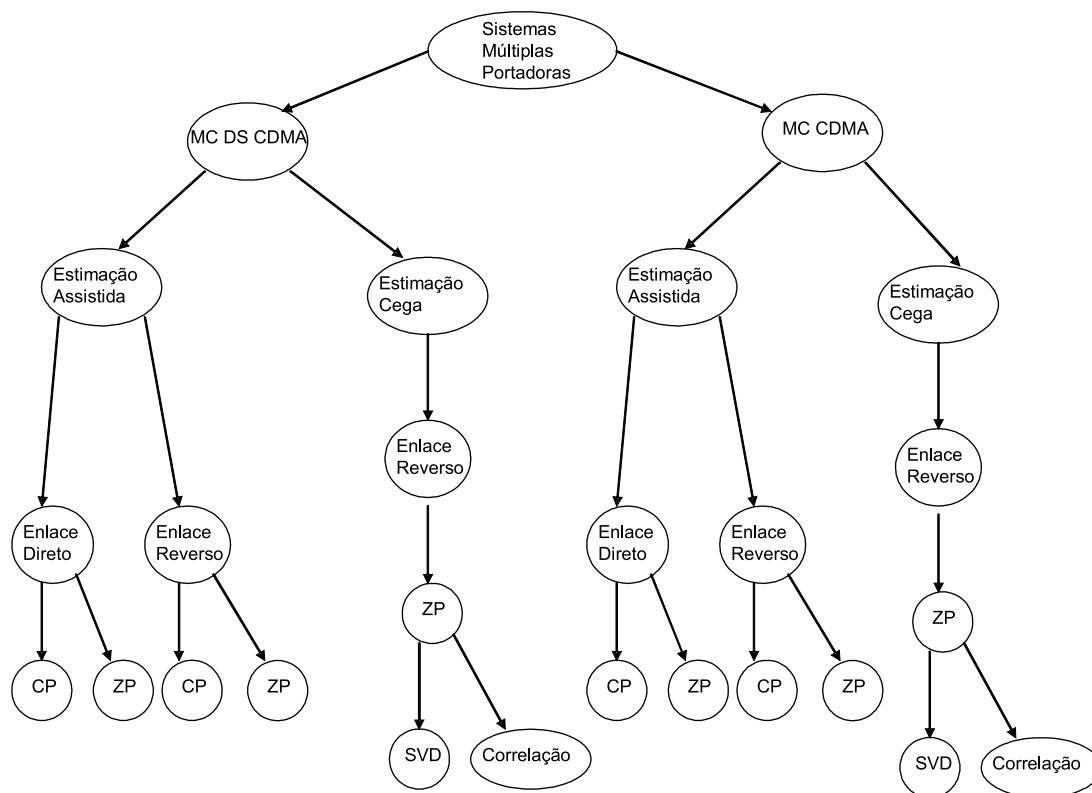 Sistemas
Múltiplas
Portadoras
MC DS CDMA
MC CDMA
Estimação
Assistida
Estimação
Cega
Estimação
Assistida
Estimação
Cega
Enlace
Reverso
Enlace
Reverso
Enlace
Direto
Enlace
Reverso
Enlace
Direto
Enlace
Reverso
ZP
ZP
CP
ZP
CP
ZP
CP
ZP
CP
ZP
SVD
Correlação
SVD
Correlação